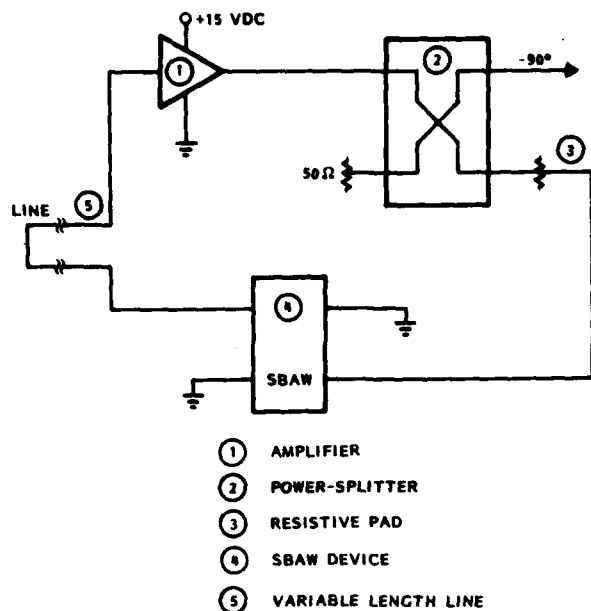 +15 VDC
①
②
-90°
③
50Ω
⑤
LINE
④
SBAW
① AMPLIFIER
② POWER-SPLITTER
③ RESISTIVE PAD
④ SBAW DEVICE
⑤ VARIABLE LENGTH LINE